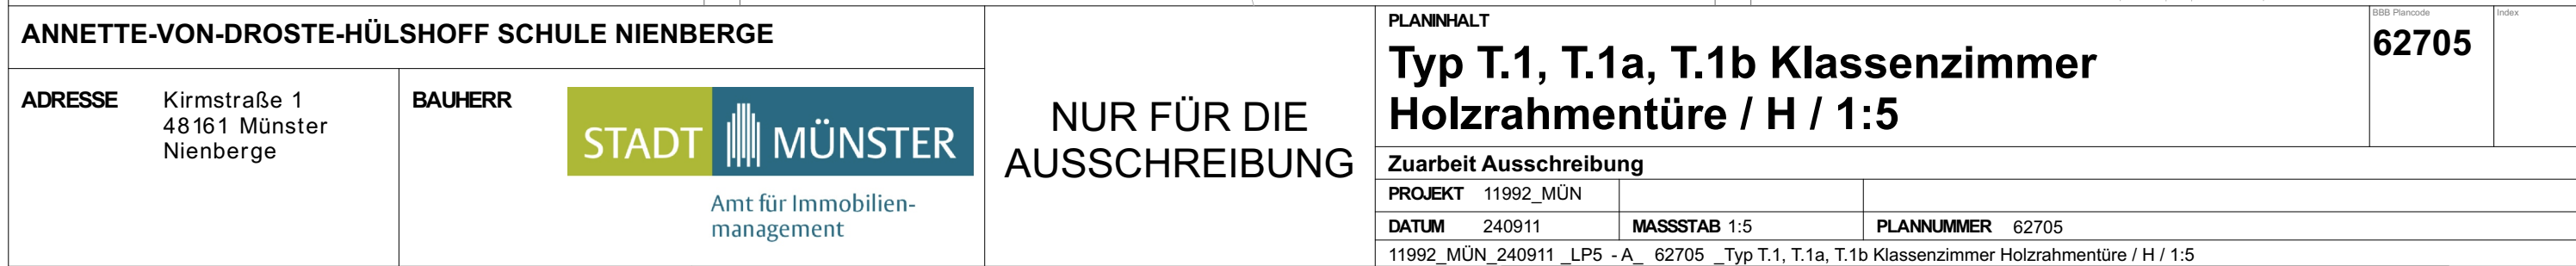 ANNETTE-VON-DROSTE-HÜLSHOFF SCHULE NIENBERGE
ADRESSE
Kirmstraße 1
48161 Münster
Nienberge
BAUHERR
STADT MÜNSTER
Amt für Immobilien-
management
NUR FÜR DIE
AUSSCHREIBUNG
PLANINHALT
Typ T.1, T.1a, T.1b Klassenzimmer
Holzrahmentüre / H / 1:5
BBB Plancode
62705
Index
Zuarbeit Ausschreibung
PROJEKT 11992_MÜN
DATUM 240911 MASSSTAB 1:5 PLANNUMMER 62705
11992_MÜN_240911 _LP5 - A_ 62705 _Typ T.1, T.1a, T.1b Klassenzimmer Holzrahmentüre / H / 1:5